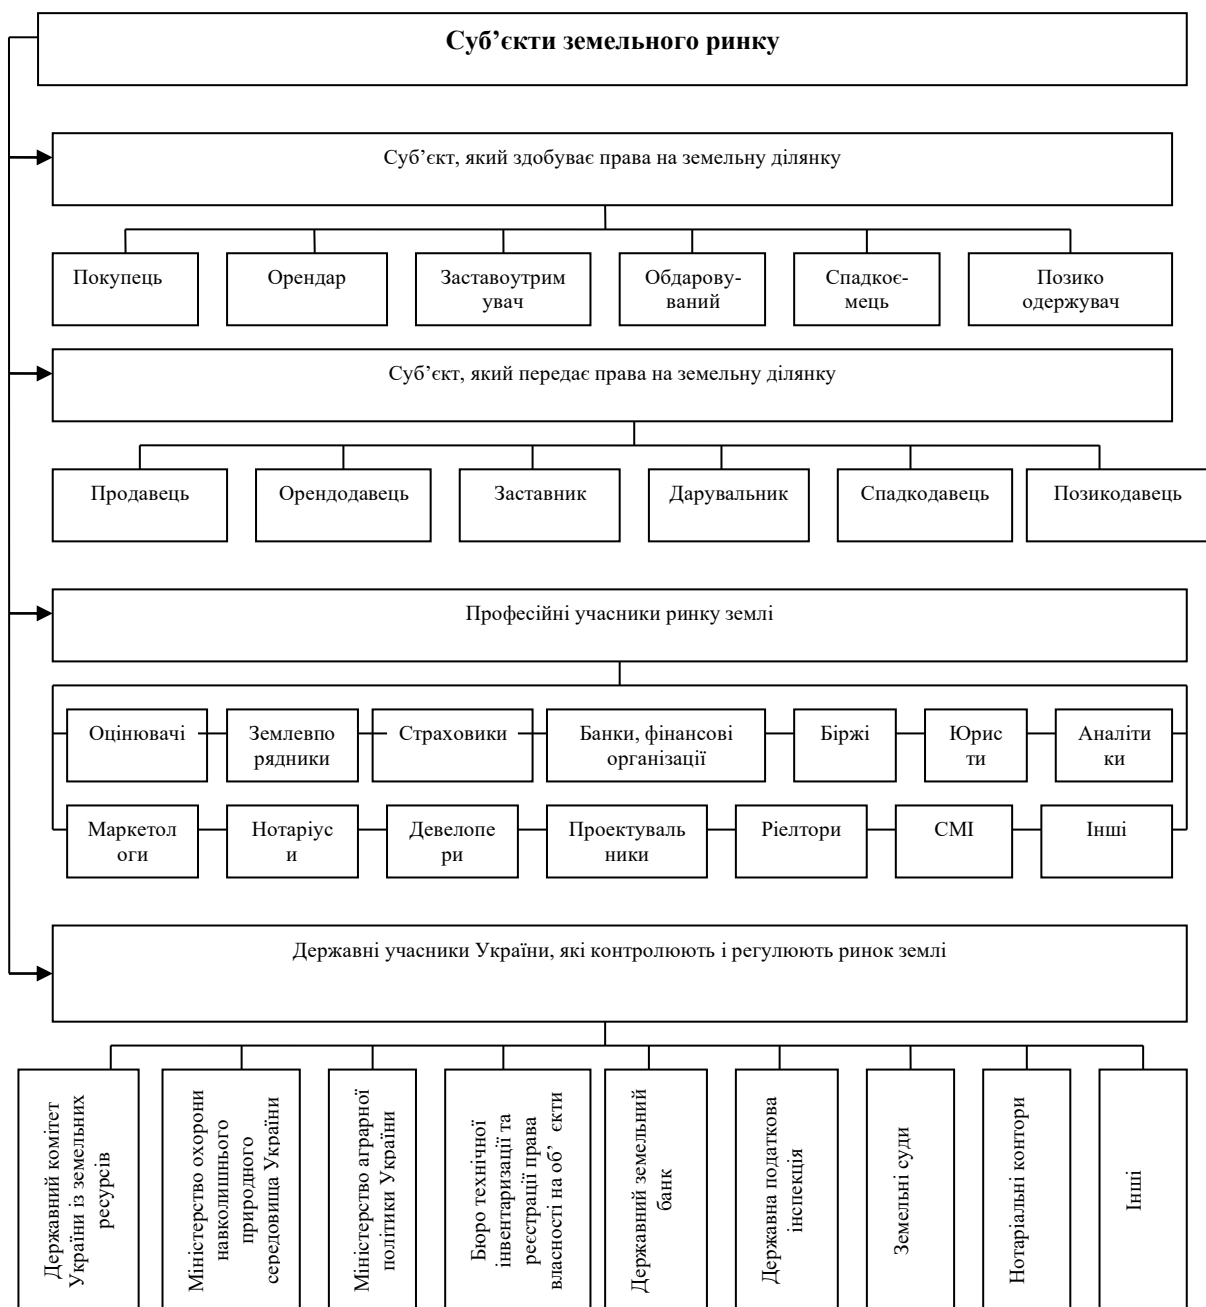 Суб’єкти земельного ринку
Суб’єкт, який здобуває права на земельну ділянку
Покупець
Орендар
Заставоутрим
увач
Обдарову-
ваний
Спадкоє-
мець
Позико
одержувач
Суб’єкт, який передає права на земельну ділянку
Продавець
Орендодавець
Заставник
Дарувальник
Спадкодавець
Позикодавець
Професійні учасники ринку землі
Оцінювачі
Землевпо
рядники
Страховики
Банки, фінансові
організації
Біржі
Юрис
ти
Аналіти
ки
Маркетол
оги
Нотаріус
и
Девелопе
ри
Проектуваль
ники
Ріелтори
СМІ
Інші
Державні учасники України, які контролюють і регулюють ринок землі
Державний комітет
України із земельних
ресурсів
Міністерство охорони
навколишнього
природного
середовища України
Міністерство аграрної
політики України
Бюро технічної
інвентаризації та
реєстрації права
власності на об’ єкти
Державний земельний
банк
Державна податкова
інспекція
Земельні суди
Нотаріальні контори
Інші